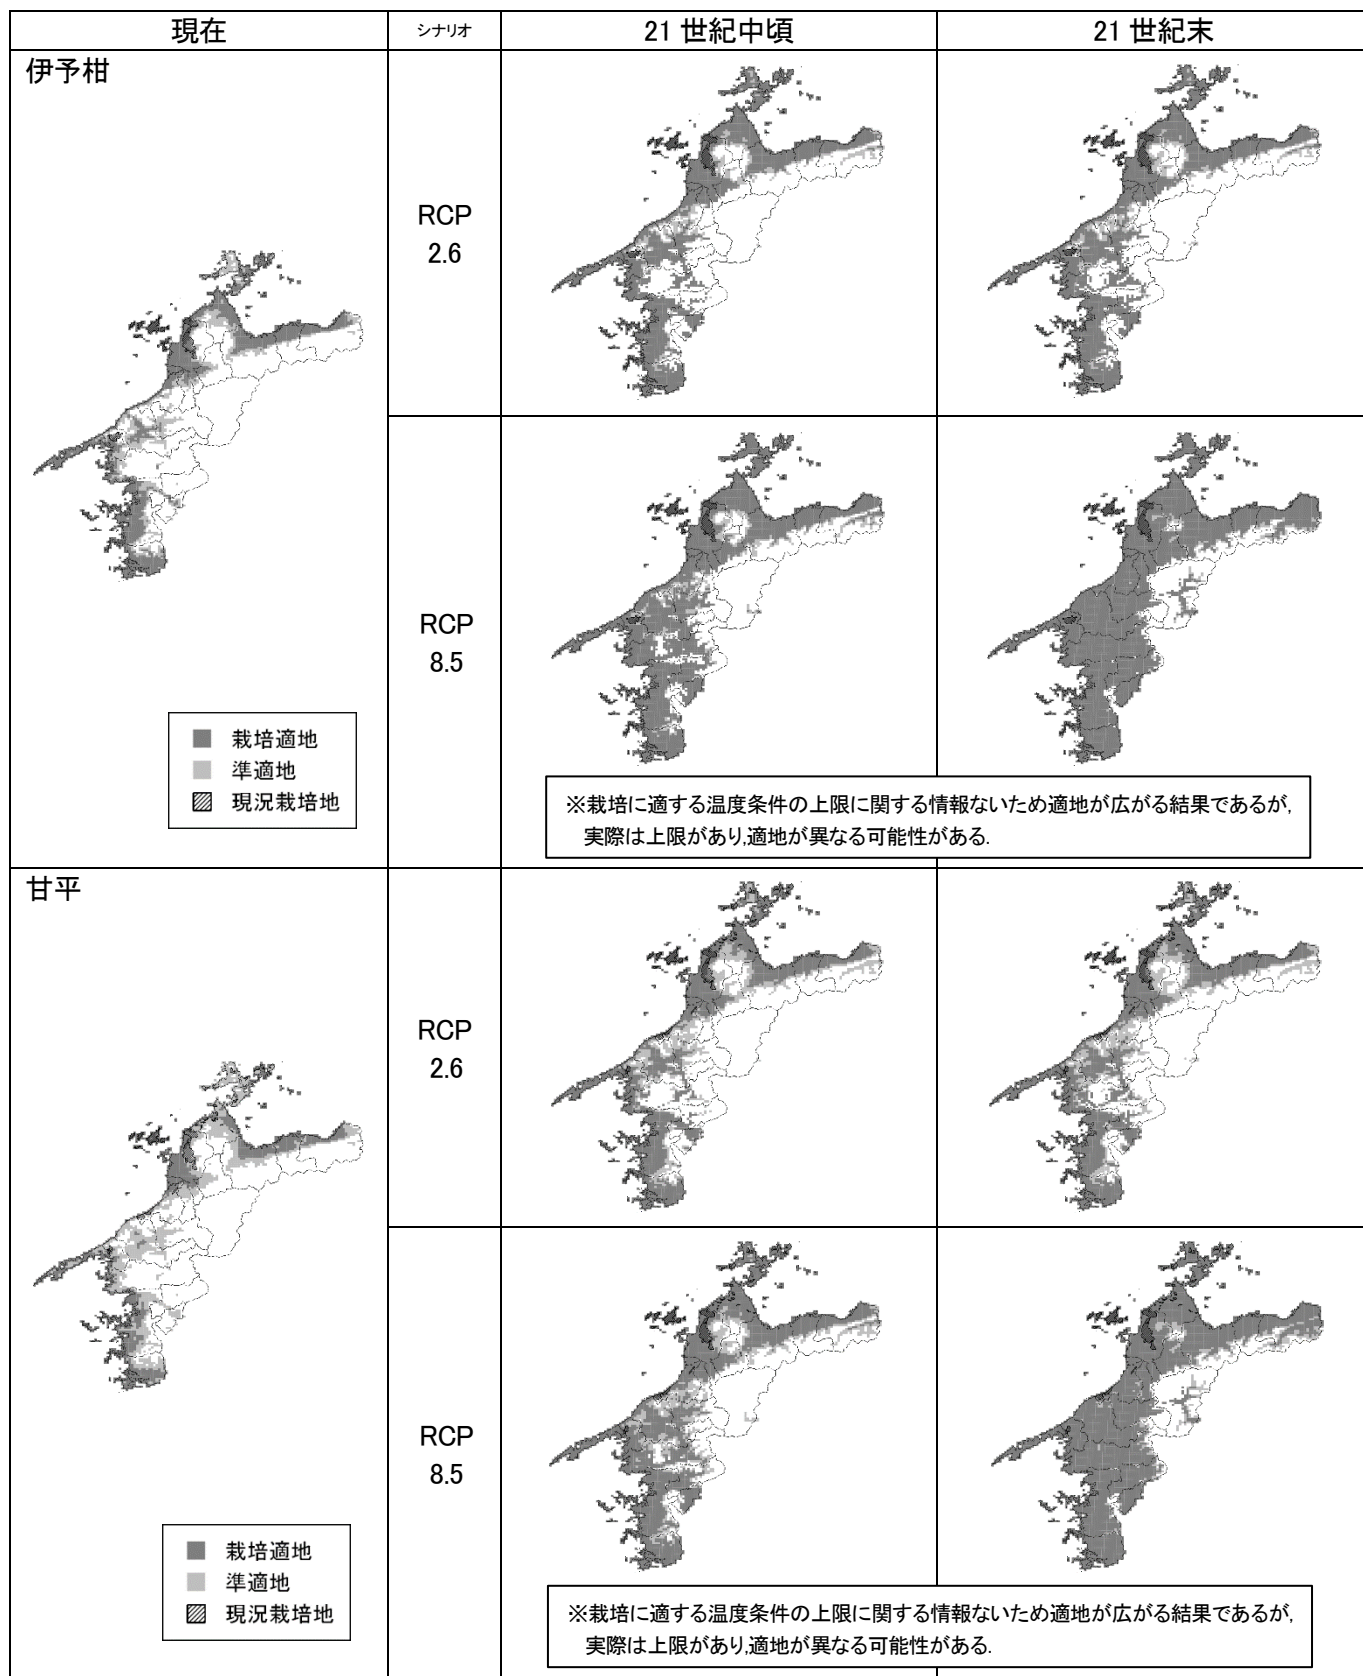 現在
シナリオ
21 世紀中頃
21 世紀末
伊予柑
RCP
2.6
RCP
8.5
栽培適地
準適地
現況栽培地
※栽培に適する温度条件の上限に関する情報ないため適地が広がる結果であるが,
実際は上限があり,適地が異なる可能性がある.
甘平
RCP
2.6
RCP
8.5
栽培適地
準適地
現況栽培地
※栽培に適する温度条件の上限に関する情報ないため適地が広がる結果であるが,
実際は上限があり,適地が異なる可能性がある.